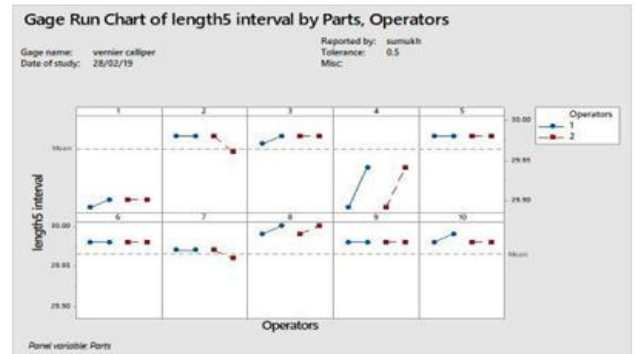 Gage Run Chart of length5 interval by Parts, Operators
Gage name: vernier calliper
Date of study: 28/02/19
Reported by: sumukh
Tolerance: 0.5
Misc:
1 2 3 4 5
Operators
1
2
30.00
29.95
29.90
Mean
length5 interval
6 7 8 9 10
30.00
29.95
29.90
Mean
Operators
Panel variable: Parts